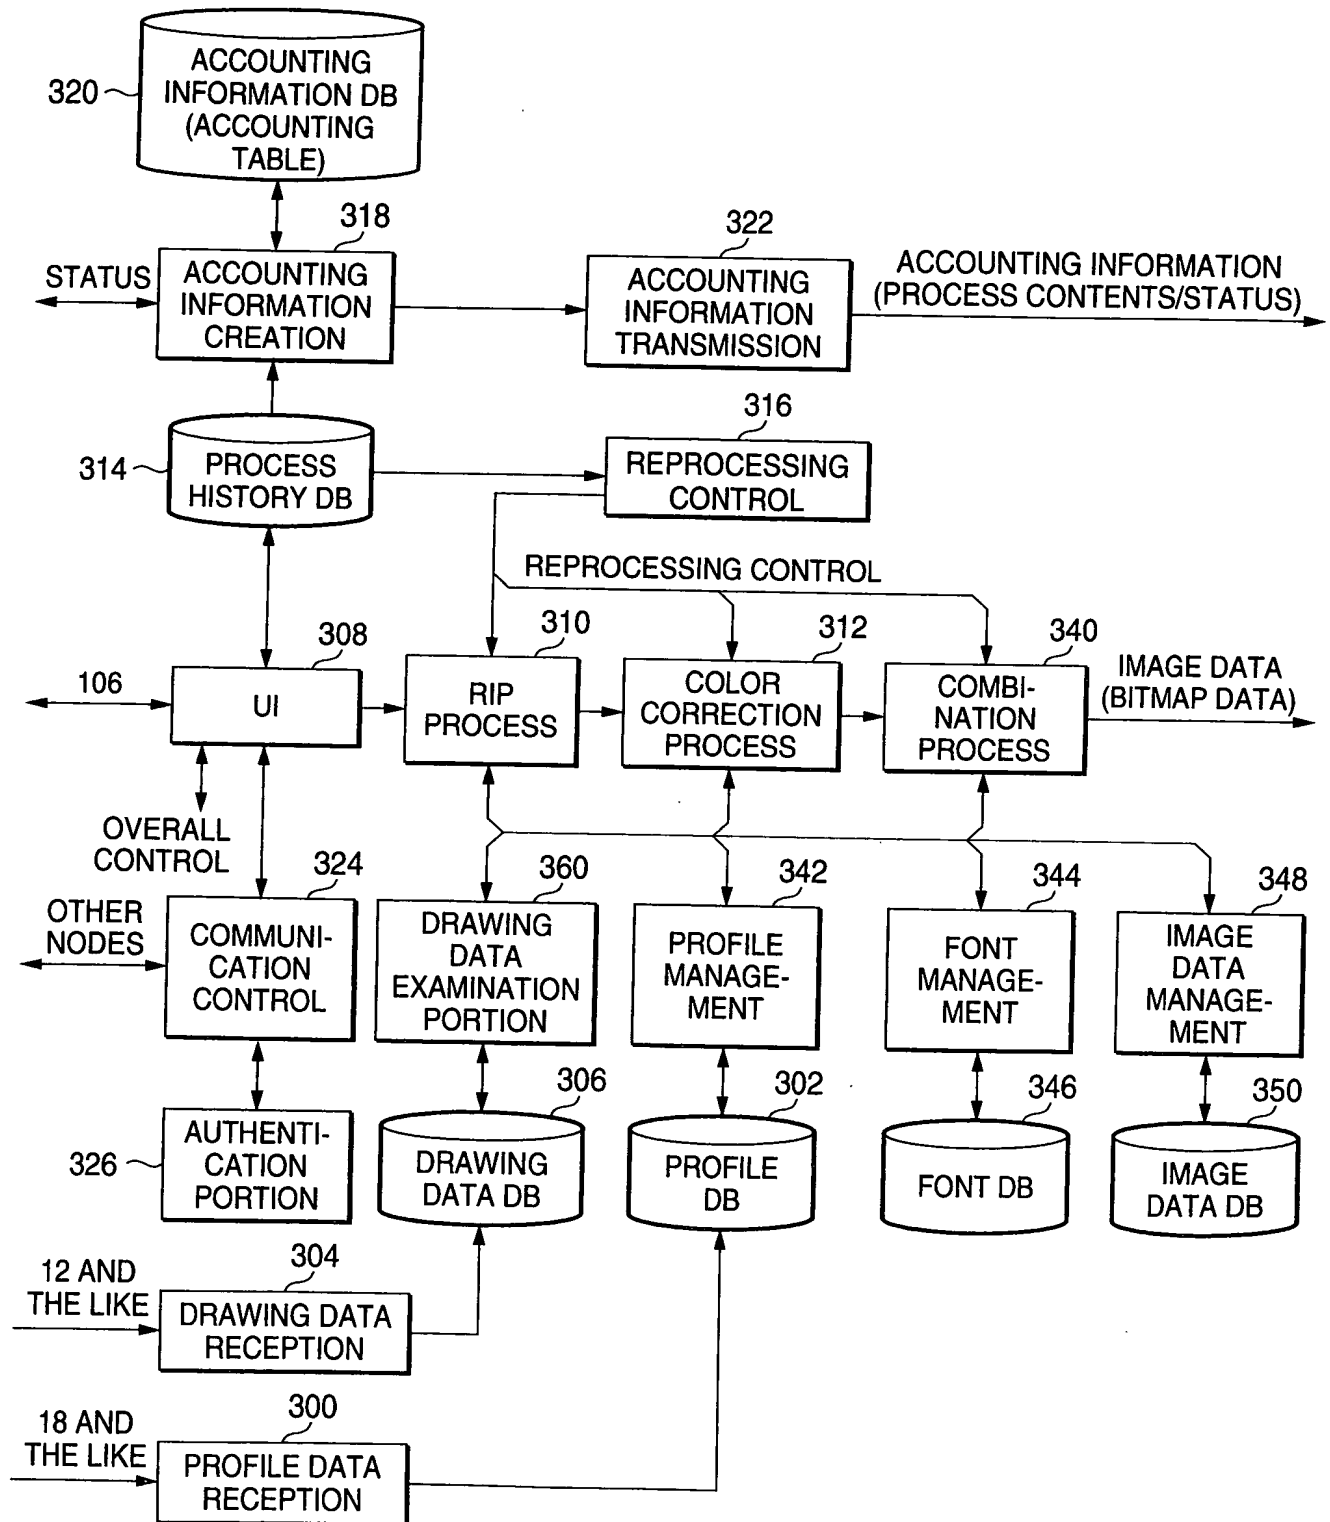 ACCOUNTING
INFORMATION DB
(ACCOUNTING
TABLE)
320
318
322
STATUS
ACCOUNTING
INFORMATION
CREATION
ACCOUNTING
INFORMATION
TRANSMISSION
ACCOUNTING INFORMATION
(PROCESS CONTENTS/STATUS)
316
314
PROCESS
HISTORY DB
REPROCESSING
CONTROL
REPROCESSING CONTROL
308
310
312
340
106
UI
RIP
PROCESS
COLOR
CORRECTION
PROCESS
COMBI-
NATION
PROCESS
IMAGE DATA
(BITMAP DATA)
OVERALL
CONTROL
324
360
342
344
348
OTHER
NODES
COMMUNI-
CATION
CONTROL
DRAWING
DATA
EXAMINATION
PORTION
PROFILE
MANAGE-
MENT
FONT
MANAGE-
MENT
IMAGE
DATA
MANAGE-
MENT
306
302
346
350
326
AUTHENTI-
CATION
PORTION
DRAWING
DATA DB
PROFILE
DB
FONT DB
IMAGE
DATA DB
12 AND
THE LIKE
304
DRAWING DATA
RECEPTION
18 AND
THE LIKE
300
PROFILE DATA
RECEPTION